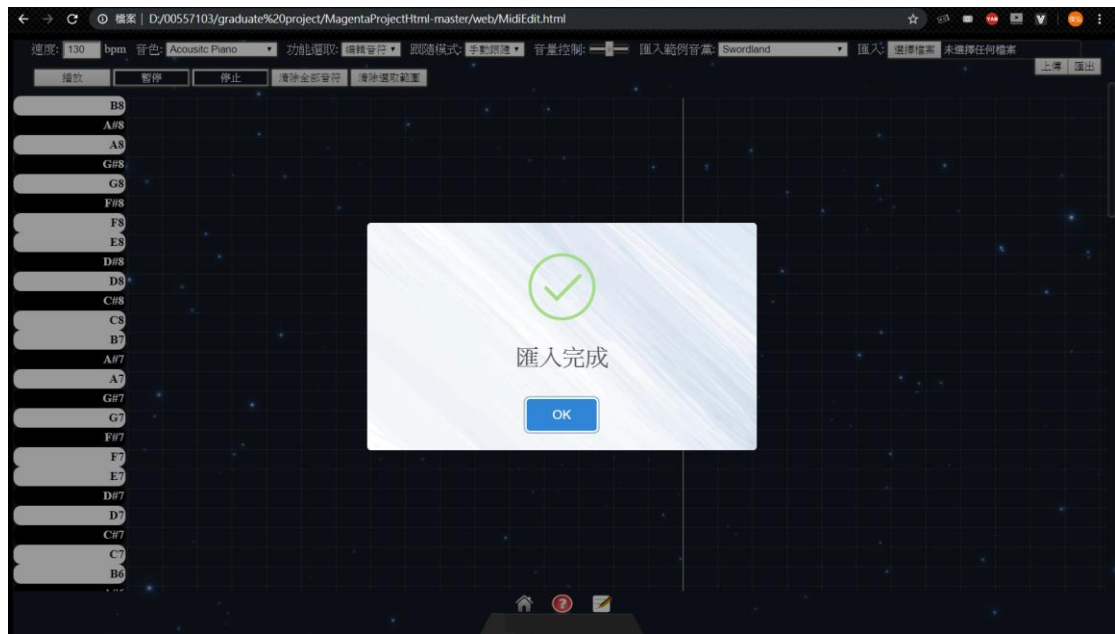 檔案 | D:/00557103/graduate%20project/MagentaProjectHtml-master/web/MidiEdit.html
速度: 130 bpm 音色: Acousitc Piano 功能選取: 編輯音符 跟隨模式: 手動跟隨 音量控制: 匯入範例音黨: Swordland 匯入: 選擇檔案 未選擇任何檔案
上傳 匯出
播放 暫停 停止 清除全部音符 清除選取範圍
B8
A#8
A8
G#8
G8
F#8
F8
E8
D#8
D8
C#8
C8
B7
A#7
A7
G#7
G7
F#7
F7
E7
D#7
D7
C#7
C7
B6
匯入完成
OK